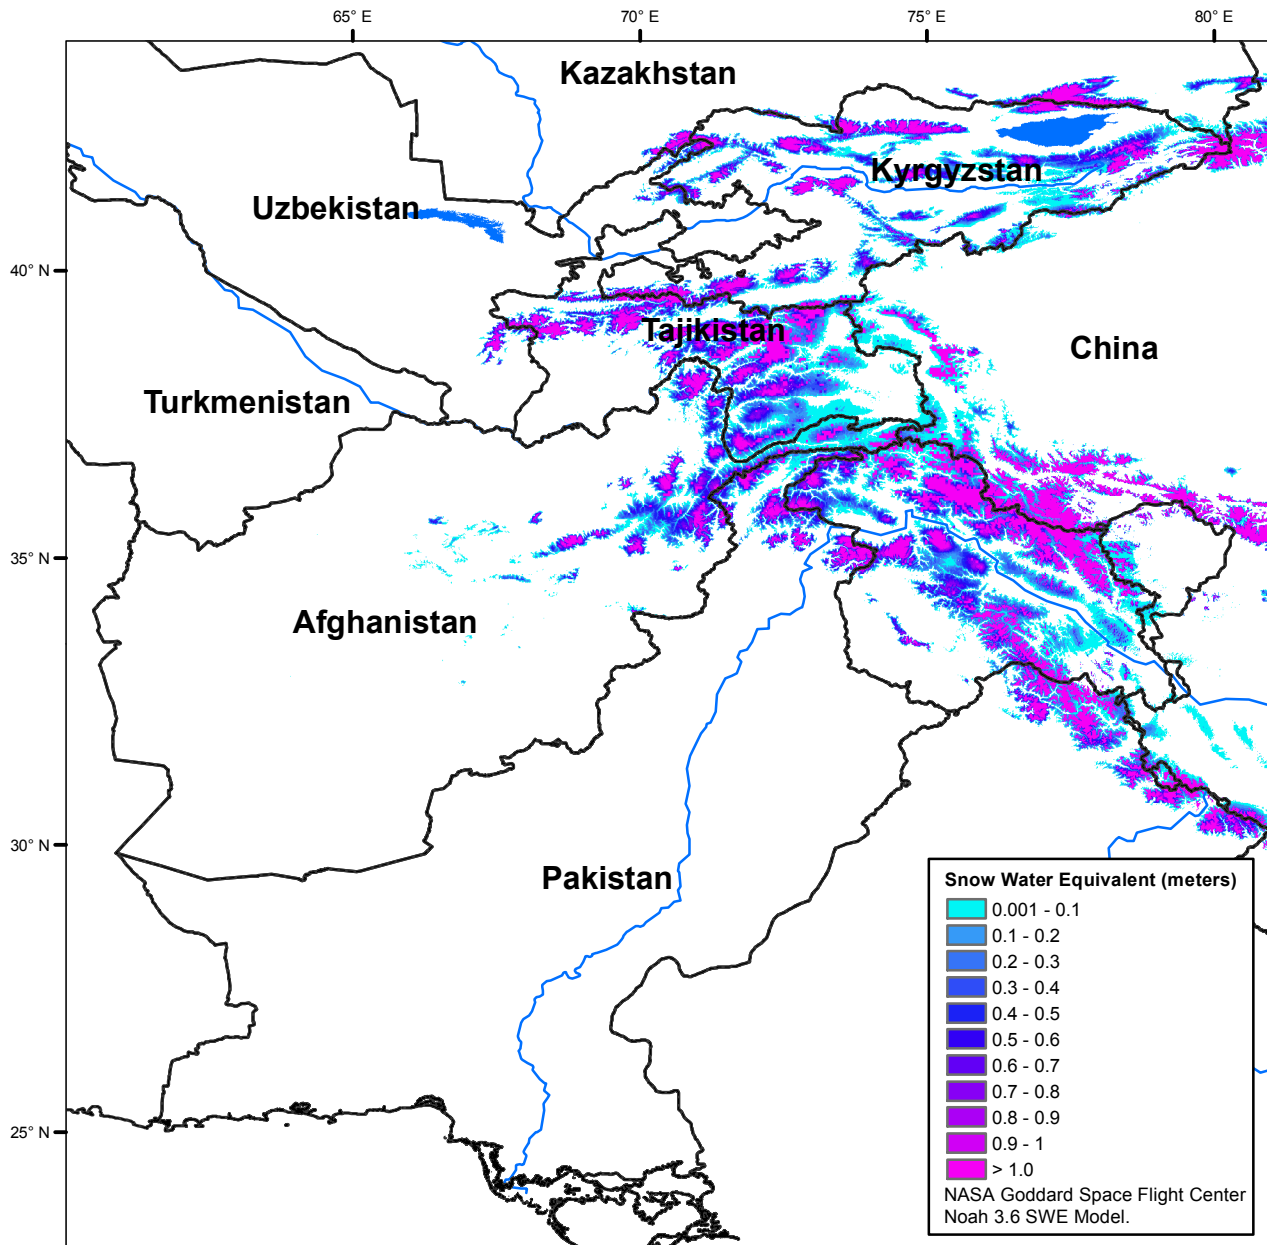 65° E
70° E
75° E
80° E
Kazakhstan
Kyrgyzstan
Uzbekistan
40° N
Tajikistan
China
Turkmenistan
35° N
Afghanistan
30° N
Pakistan
25° N
Snow Water Equivalent (meters)
0.001 - 0.1
0.1 - 0.2
0.2 - 0.3
0.3 - 0.4
0.4 - 0.5
0.5 - 0.6
0.6 - 0.7
0.7 - 0.8
0.8 - 0.9
0.9 - 1
> 1.0
NASA Goddard Space Flight Center
Noah 3.6 SWE Model.